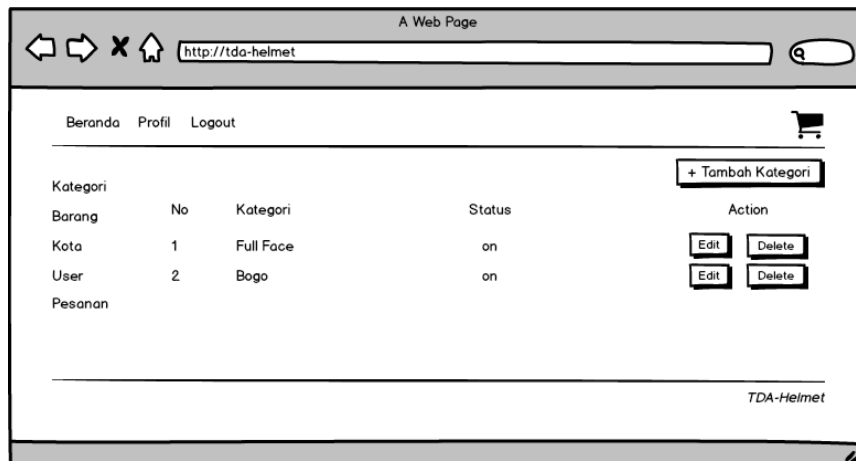 A Web Page
http://tda-helmet
Beranda Profil Logout
+ Tambah Kategori
Kategori
Barang No Kategori Status Action
Kota 1 Full Face on Edit Delete
User 2 Bogo on Edit Delete
Pesanan
TDA-Helmet